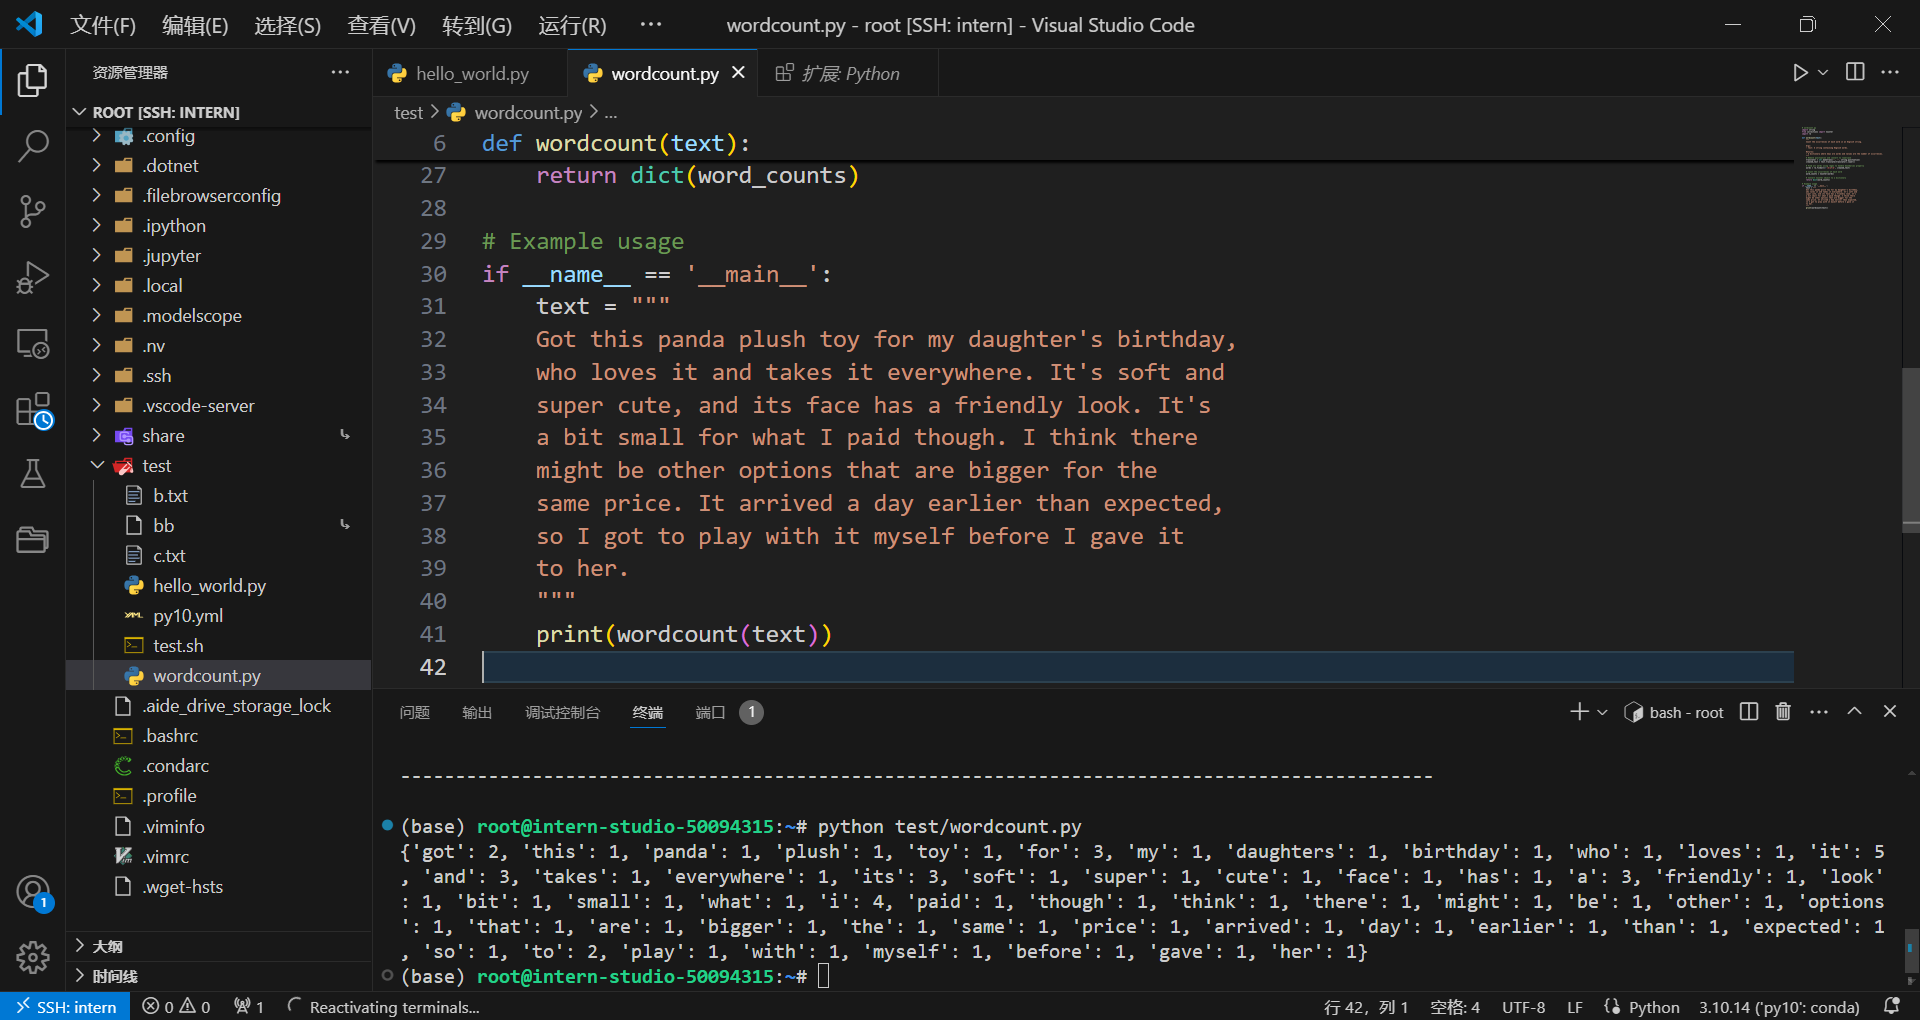 文件(F) 编辑(E) 选择(S) 查看(V) 转到(G) 运行(R) ··· wordcount.py - root [SSH: intern] - Visual Studio Code
资源管理器 ···
ROOT [SSH: INTERN]
.config
.dotnet
.filebrowserconfig
.ipython
.jupyter
.local
.modelscope
.nv
.ssh
.vscode-server
share
test
b.txt
bb
c.txt
hello_world.py
py10.yml
test.sh
wordcount.py
.aide_drive_storage_lock
.bashrc
.condarc
.profile
.viminfo
.vimrc
.wget-hsts
大纲
时间线
1
hello_world.py wordcount.py 扩展: Python
test > wordcount.py > ...
6 def wordcount(text):
27 return dict(word_counts)
28
29 # Example usage
30 if __name__ == '__main__':
31 text = """
32 Got this panda plush toy for my daughter's birthday,
33 who loves it and takes it everywhere. It's soft and
34 super cute, and its face has a friendly look. It's
35 a bit small for what I paid though. I think there
36 might be other options that are bigger for the
37 same price. It arrived a day earlier than expected,
38 so I got to play with it myself before I gave it
39 to her.
40 """
41 print(wordcount(text))
42
问题 输出 调试控制台 终端 端口 1 bash - root ···
----------------------------------------------------------------------------------------------
(base) root@intern-studio-50094315:~# python test/wordcount.py
{'got': 2, 'this': 1, 'panda': 1, 'plush': 1, 'toy': 1, 'for': 3, 'my': 1, 'daughters': 1, 'birthday': 1, 'who': 1, 'loves': 1, 'it': 5
, 'and': 3, 'takes': 1, 'everywhere': 1, 'its': 3, 'soft': 1, 'super': 1, 'cute': 1, 'face': 1, 'has': 1, 'a': 3, 'friendly': 1, 'look'
: 1, 'bit': 1, 'small': 1, 'what': 1, 'i': 4, 'paid': 1, 'though': 1, 'think': 1, 'there': 1, 'might': 1, 'be': 1, 'other': 1, 'options
': 1, 'that': 1, 'are': 1, 'bigger': 1, 'the': 1, 'same': 1, 'price': 1, 'arrived': 1, 'day': 1, 'earlier': 1, 'than': 1, 'expected': 1
, 'so': 1, 'to': 2, 'play': 1, 'with': 1, 'myself': 1, 'before': 1, 'gave': 1, 'her': 1}
(base) root@intern-studio-50094315:~#
SSH: intern 0 0 1 Reactivating terminals... 行 42，列 1 空格: 4 UTF-8 LF Python 3.10.14 ('py10': conda)